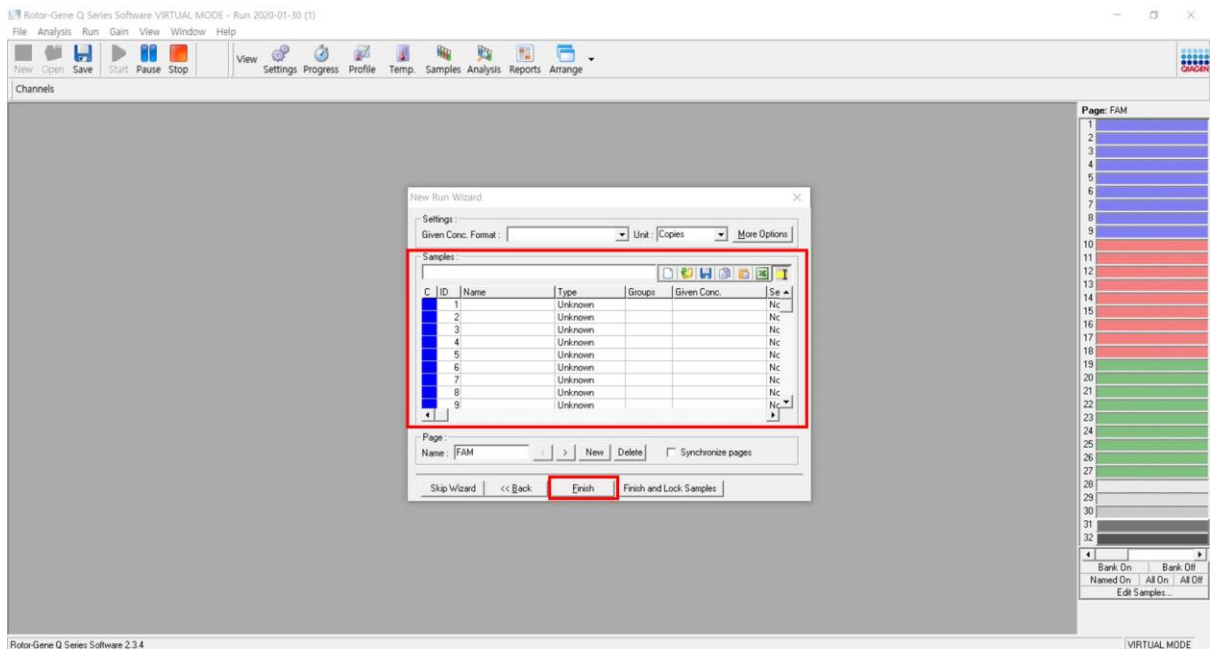 Rotor-Gene Q Series Software VIRTUAL MODE - Run 2020-01-30 (1)
File Analysis Run Gain View Window Help
New Open Save Start Pause Stop View Settings Progress Profile Temp. Samples Analysis Reports Arrange
QIAGEN
Channels
Page: FAM
New Run Wizard
Settings :
Given Conc. Format : Unit : Copies More Options
Samples :
C ID Name Type Groups Given Conc. Se
1 Unknown Nc
2 Unknown Nc
3 Unknown Nc
4 Unknown Nc
5 Unknown Nc
6 Unknown Nc
7 Unknown Nc
8 Unknown Nc
9 Unknown Nc
Page :
Name : FAM < > New Delete Synchronize pages
Skip Wizard << Back Finish Finish and Lock Samples
1
2
3
4
5
6
7
8
9
10
11
12
13
14
15
16
17
18
19
20
21
22
23
24
25
26
27
28
29
30
31
32
Bank On Bank Off
Named On All On All Off
Edit Samples...
Rotor-Gene Q Series Software 2.3.4 VIRTUAL MODE